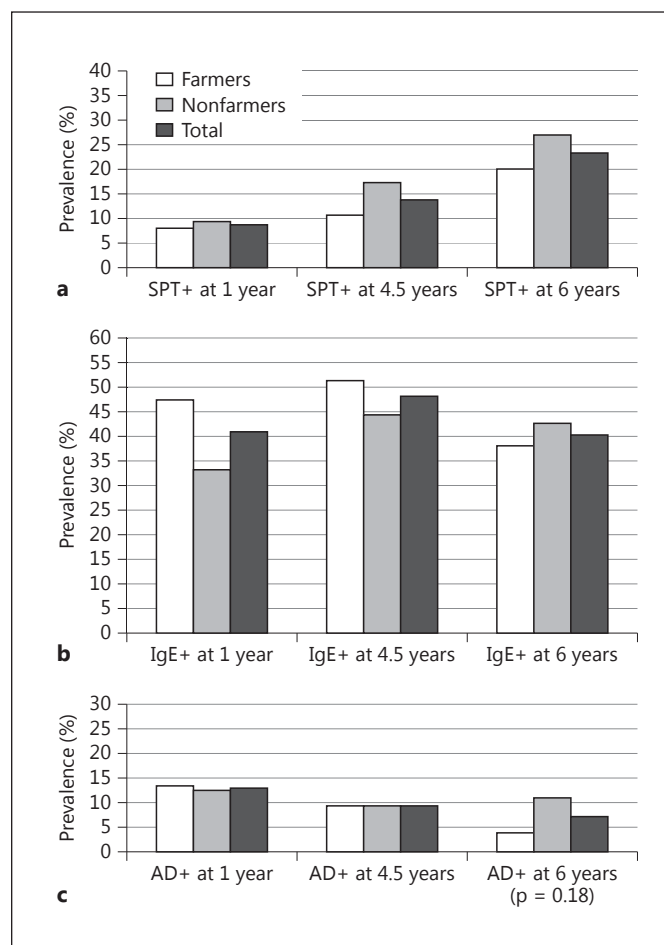 40
35
30
25
20
15
10
5
0
Prevalence (%)
Farmers
Nonfarmers
Total
a
SPT+ at 1 year SPT+ at 4.5 years SPT+ at 6 years
60
55
50
45
40
35
30
25
20
15
10
5
0
Prevalence (%)
b
IgE+ at 1 year IgE+ at 4.5 years IgE+ at 6 years
30
25
20
15
10
5
0
Prevalence (%)
c
AD+ at 1 year AD+ at 4.5 years AD+ at 6 years
(p = 0.18)